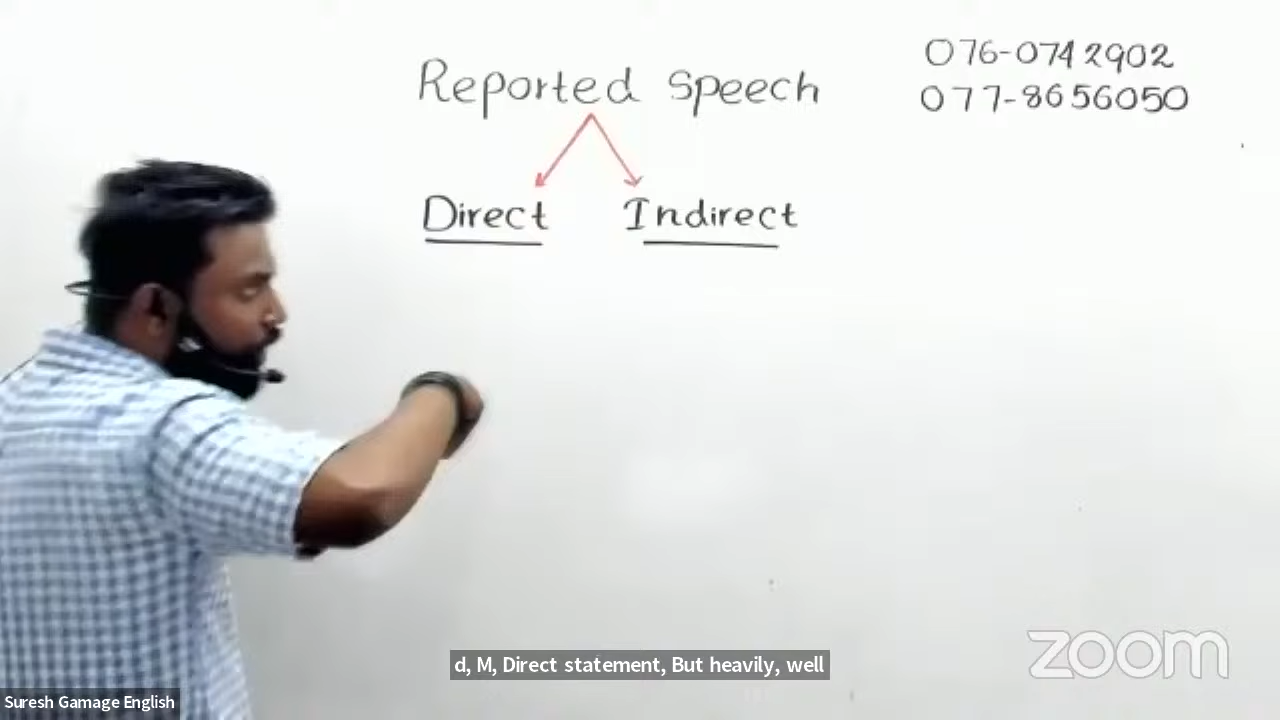 Reported Speech
076-0742902
077-8656050
Direct Indirect
d, M, Direct statement, But heavily, well
zoom
Suresh Gamage English